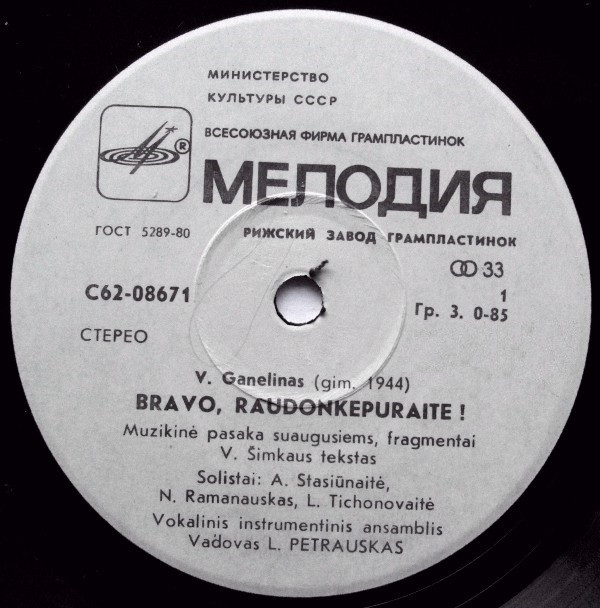 МИНИСТЕРСТВО
КУЛЬТУРЫ СССР
ВСЕСОЮЗНАЯ ФИРМА ГРАМПЛАСТИНОК
®
МЕЛОДИЯ
ГОСТ 5289-80
РИЖСКИЙ ЗАВОД ГРАМПЛАСТИНОК
33
С62-08671
1
Гр. 3. 0-85
СТЕРЕО
V. Ganelinas (gim. 1944)
BRAVO, RAUDONKEPURAITE !
Muzikinė pasaka suaugusiems, fragmentai
V. Šimkaus tekstas
Solistai: A. Stasiūnaitė,
N. Ramanauskas, L. Tichonovaitė
Vokalinis instrumentinis ansamblis
Vadovas L. PETRAUSKAS